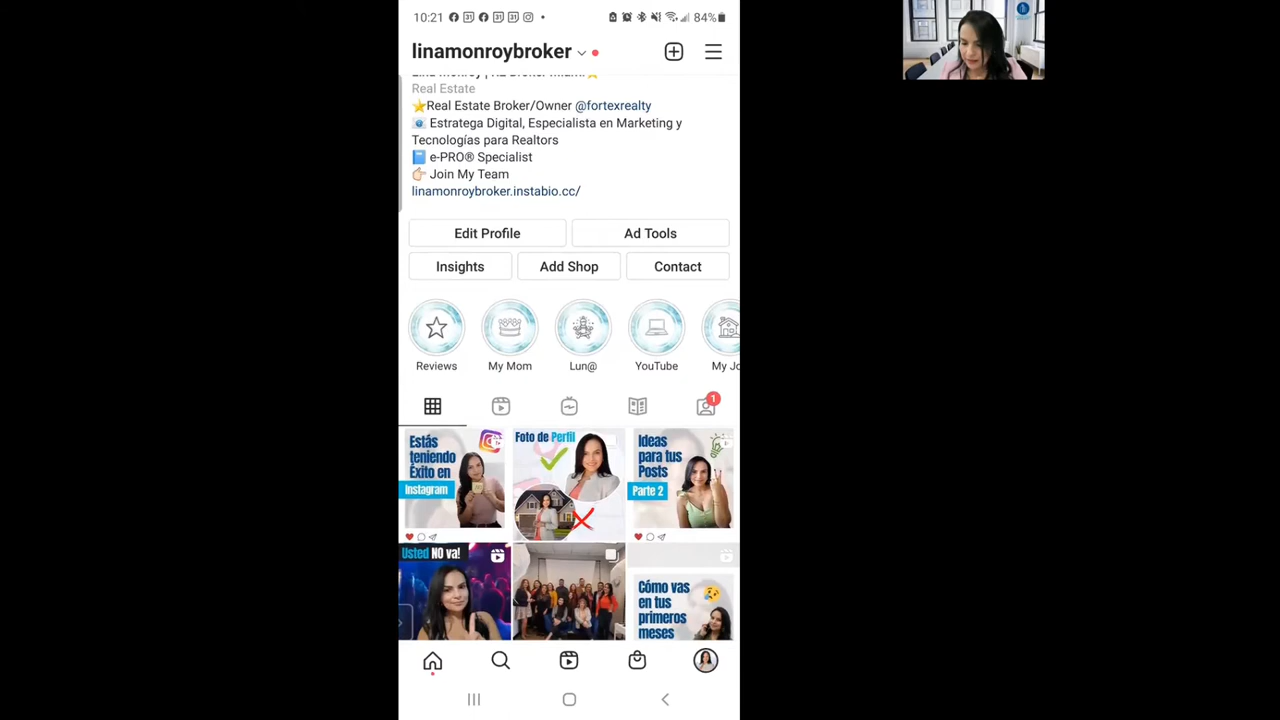 10:21
84%
linamonroybroker
Real Estate
⭐Real Estate Broker/Owner @fortexrealty
Estratega Digital, Especialista en Marketing y
Tecnologías para Realtors
📘 e-PRO® Specialist
👉🏻 Join My Team
linamonroybroker.instabio.cc/
Edit Profile
Ad Tools
Insights
Add Shop
Contact
Reviews
My Mom
Lun@
YouTube
My Jo
1
Estás
teniendo
Éxito en
Instagram
Foto de Perfil
Ideas
para tus
Posts
Parte 2
Usted NO va!
Cómo vas
en tus
primeros
meses